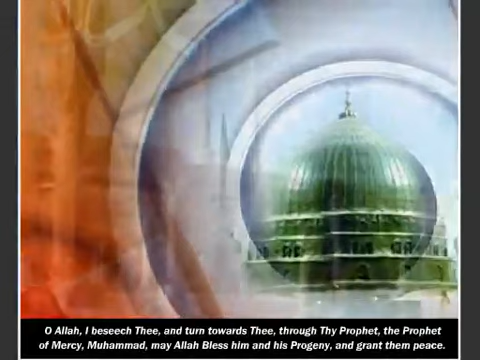 O Allah, I beseech Thee, and turn towards Thee, through Thy Prophet, the Prophet
of Mercy, Muhammad, may Allah Bless him and his Progeny, and grant them peace.